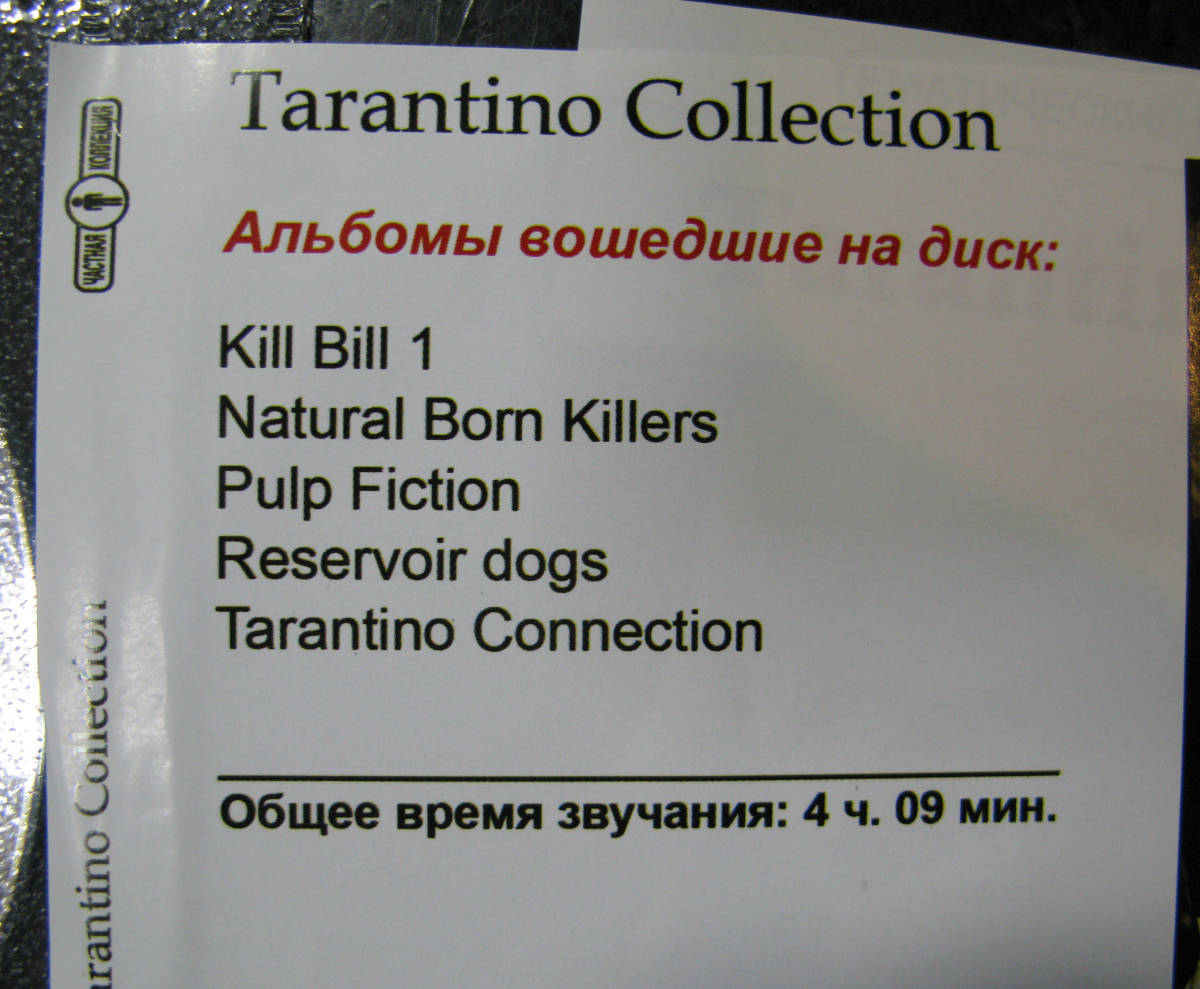 Tarantino Collection
Альбомы вошедшие на диск:
Kill Bill 1
Natural Born Killers
Pulp Fiction
Reservoir dogs
Tarantino Connection
Общее время звучания: 4 ч. 09 мин.
ЧАСТНАЯ КОЛЛЕКЦИЯ
arantino Collection